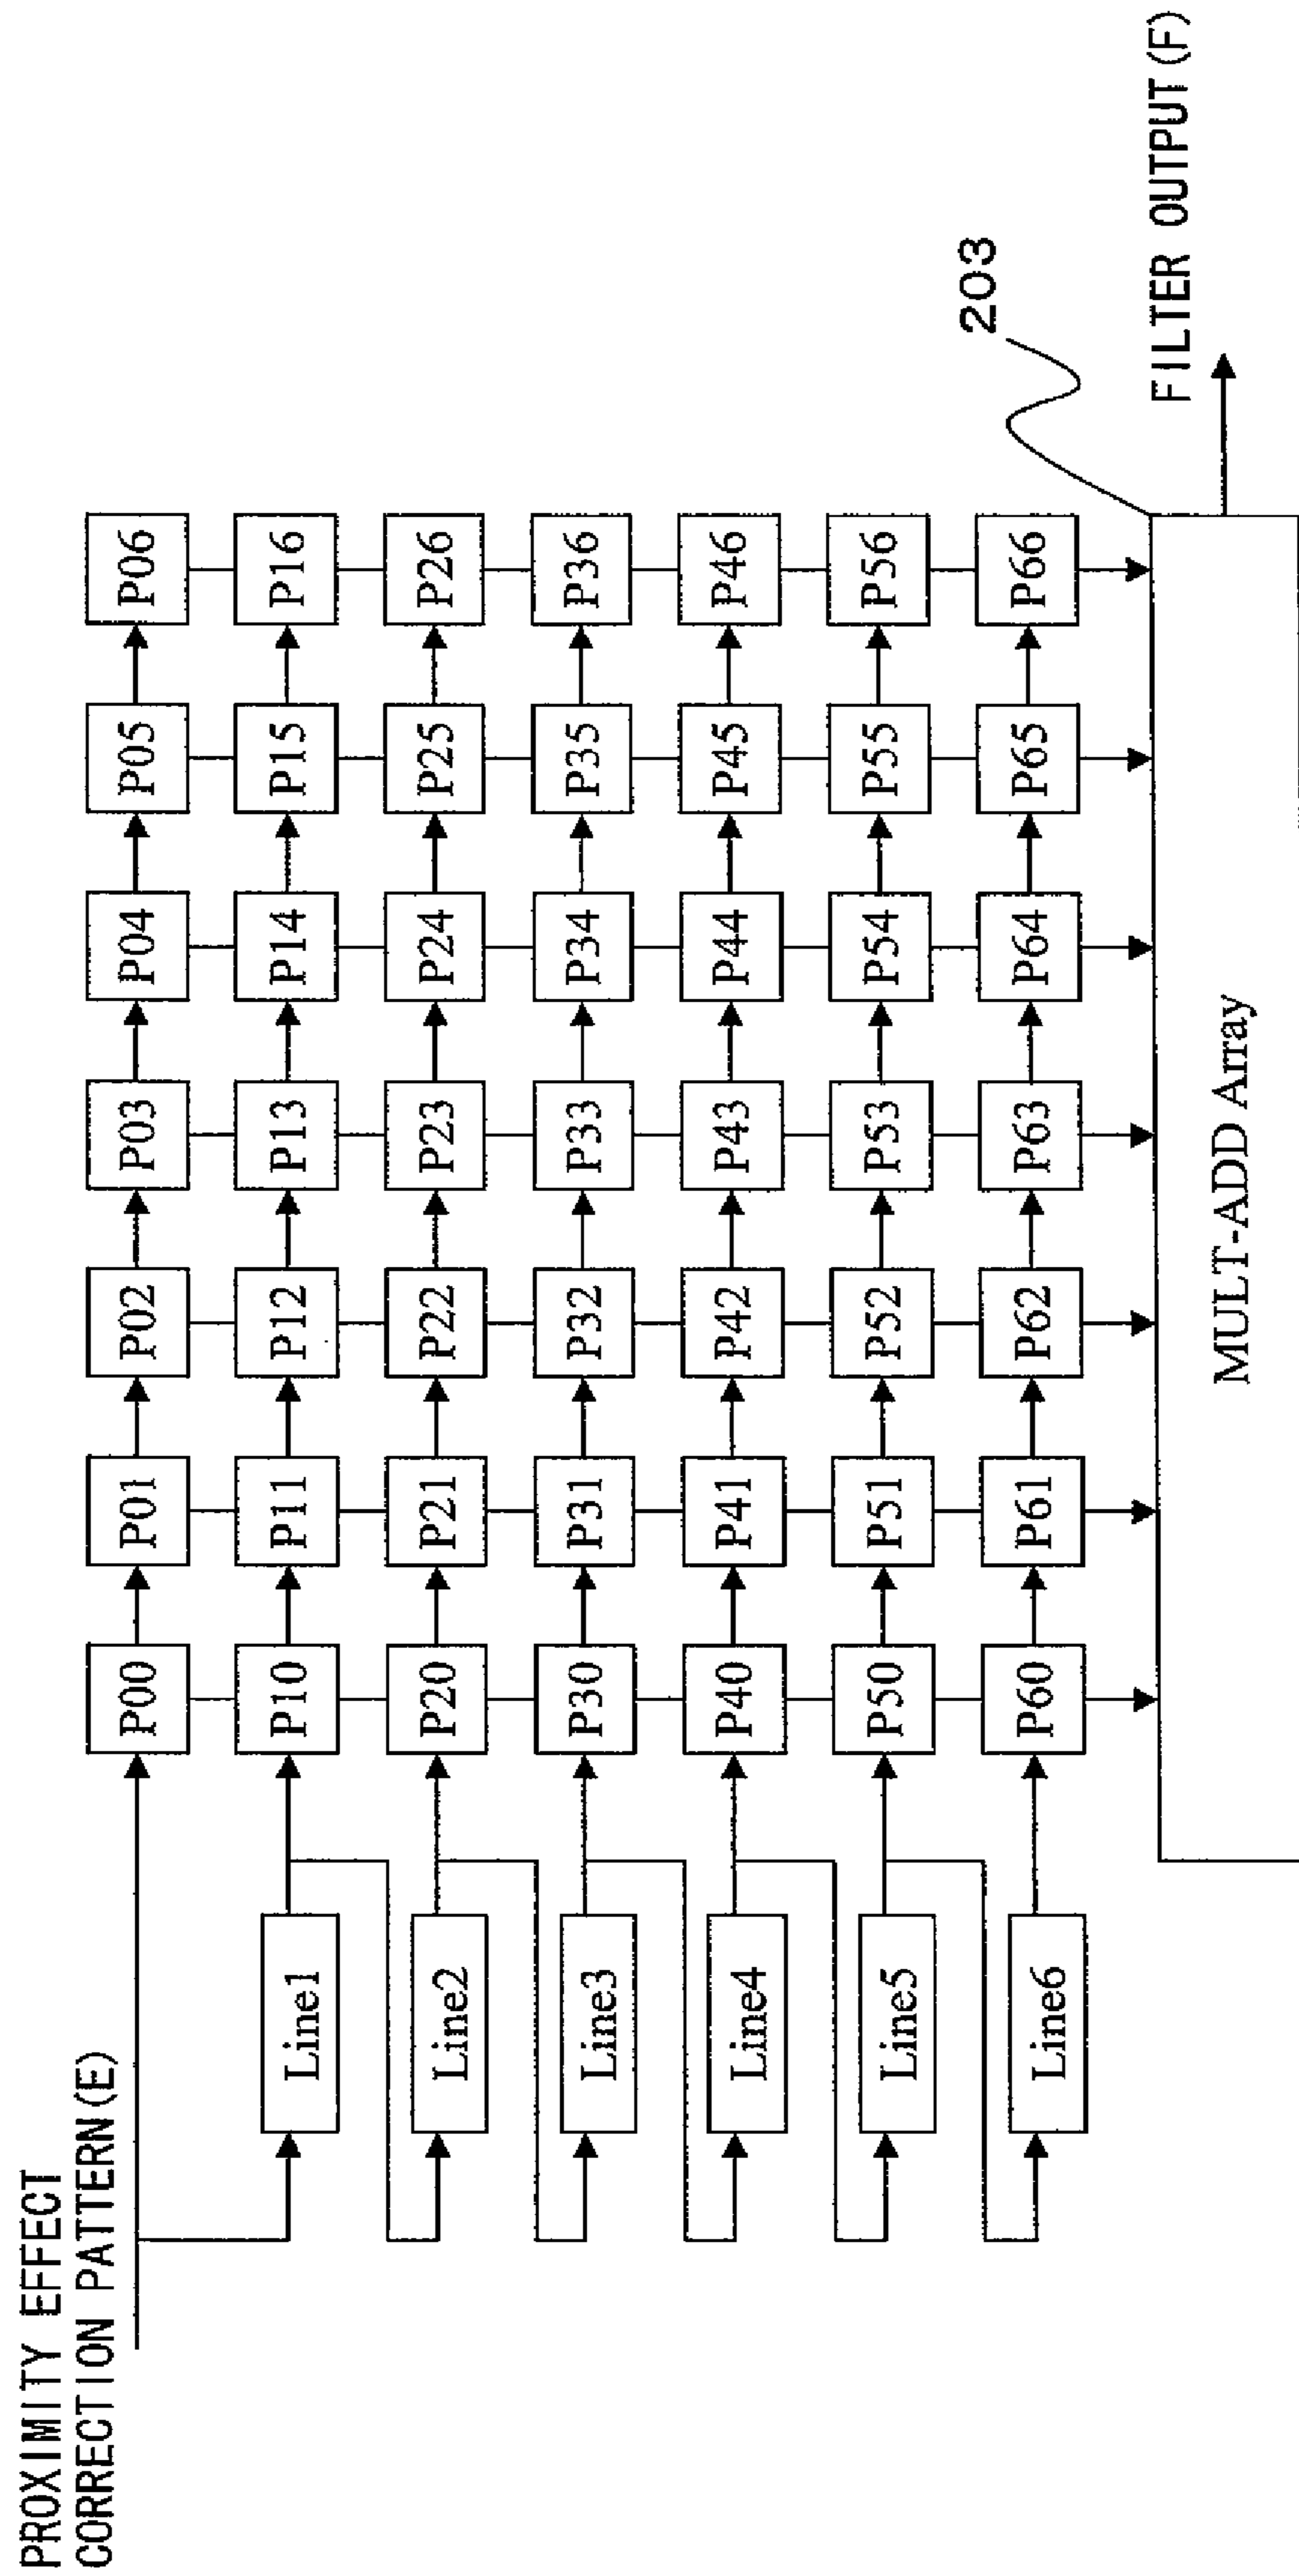 PROXIMITY EFFECT
CORRECTION PATTERN(E)
P00 P01 P02 P03 P04 P05 P06
Line1 P10 P11 P12 P13 P14 P15 P16
Line2 P20 P21 P22 P23 P24 P25 P26
Line3 P30 P31 P32 P33 P34 P35 P36
Line4 P40 P41 P42 P43 P44 P45 P46
Line5 P50 P51 P52 P53 P54 P55 P56
Line6 P60 P61 P62 P63 P64 P65 P66
203
MULT-ADD Array
FILTER OUTPUT(F)